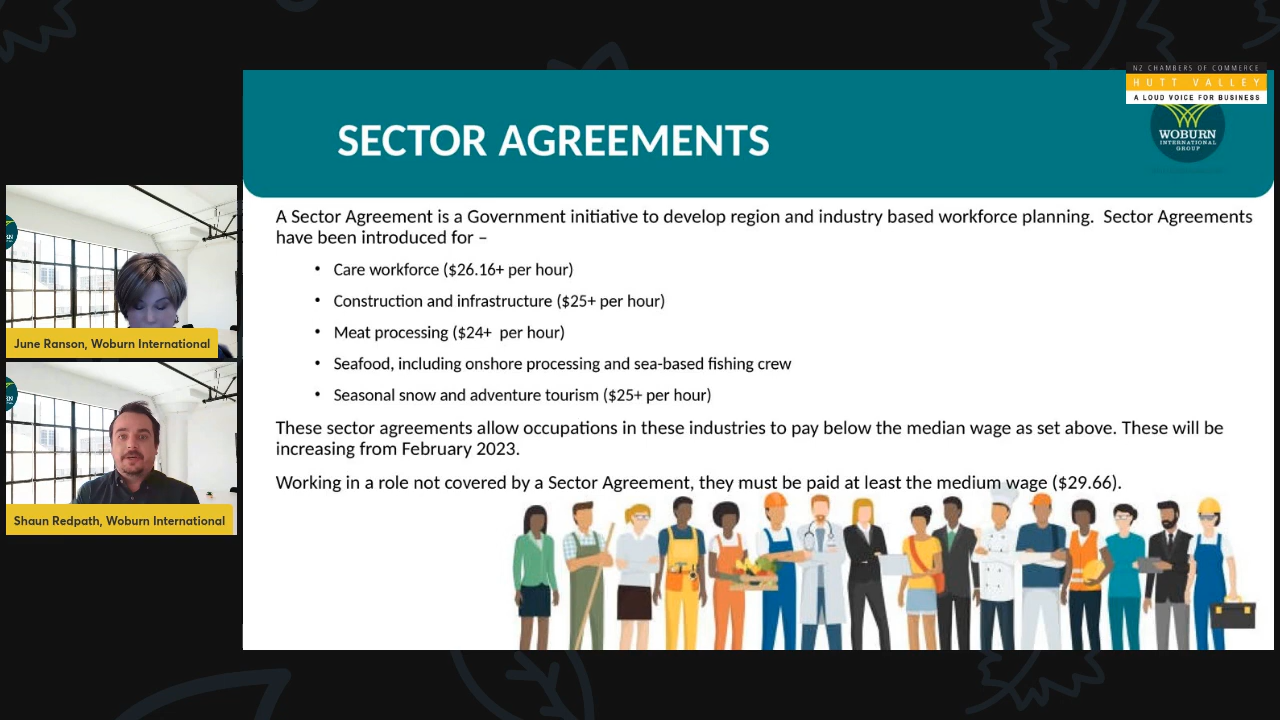 NZ CHAMBERS OF COMMERCE
HUTT VALLEY
A LOUD VOICE FOR BUSINESS
WOBURN
INTERNATIONAL
GROUP
SECTOR AGREEMENTS
A Sector Agreement is a Government initiative to develop region and industry based workforce planning.  Sector Agreements
have been introduced for –
• Care workforce ($26.16+ per hour)
• Construction and infrastructure ($25+ per hour)
• Meat processing ($24+  per hour)
• Seafood, including onshore processing and sea-based fishing crew
• Seasonal snow and adventure tourism ($25+ per hour)
These sector agreements allow occupations in these industries to pay below the median wage as set above. These will be
increasing from February 2023.
Working in a role not covered by a Sector Agreement, they must be paid at least the medium wage ($29.66).
June Ranson, Woburn International
Shaun Redpath, Woburn International